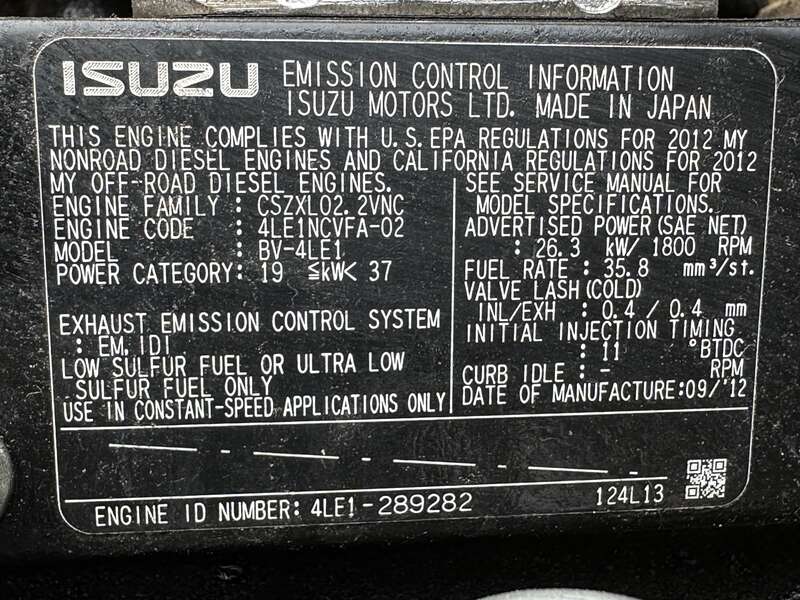 ISUZU EMISSION CONTROL INFORMATION
ISUZU MOTORS LTD. MADE IN JAPAN
THIS ENGINE COMPLIES WITH U.S. EPA REGULATIONS FOR 2012 MY
NONROAD DIESEL ENGINES AND CALIFORNIA REGULATIONS FOR 2012
MY OFF-ROAD DIESEL ENGINES.
ENGINE FAMILY : CSZXL02.2VNC
ENGINE CODE : 4LE1NCVFA-02
MODEL : BV-4LE1
POWER CATEGORY: 19 ≦kW< 37
EXHAUST EMISSION CONTROL SYSTEM
: EM, IDI
LOW SULFUR FUEL OR ULTRA LOW
SULFUR FUEL ONLY
USE IN CONSTANT-SPEED APPLICATIONS ONLY
SEE SERVICE MANUAL FOR
MODEL SPECIFICATIONS.
ADVERTISED POWER(SAE NET)
: 26.3 kW/ 1800 RPM
FUEL RATE : 35.8 mm³/st.
VALVE LASH(COLD)
INL/EXH : 0.4 / 0.4 mm
INITIAL INJECTION TIMING
: 11 °BTDC
CURB IDLE : - RPM
DATE OF MANUFACTURE:09/'12
ENGINE ID NUMBER: 4LE1-289282 124L13